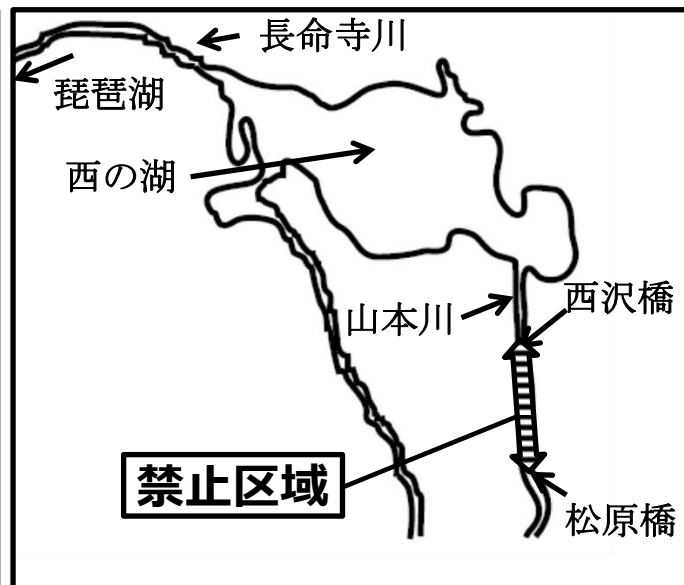 長命寺川
琵琶湖
西の湖
西沢橋
山本川
禁止区域
松原橋